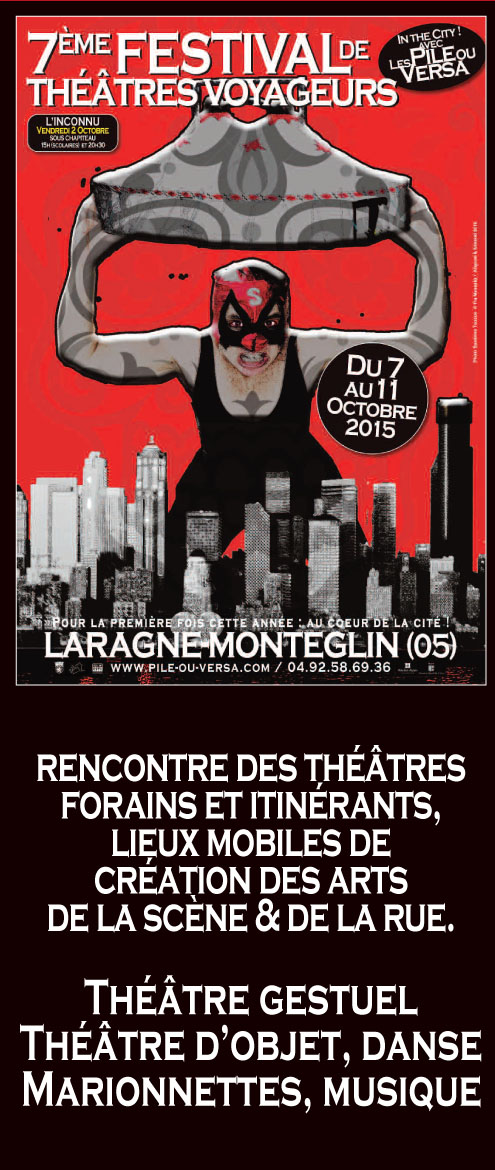 7ÈME FESTIVAL DE
THÉÂTRES VOYAGEURS
IN THE CITY !
AVEC
LES PILE OU
VERSA
L'INCONNU
VENDREDI 2 OCTOBRE
SOUS CHAPITEAU
15H (SCOLAIRES) ET 20H30
S
DU 7
AU 11
OCTOBRE
2015
POUR LA PREMIÈRE FOIS CETTE ANNÉE : AU COEUR DE LA CITÉ !
LARAGNE-MONTEGLIN (05)
WWW.PILE-OU-VERSA.COM / 04.92.58.69.36
RENCONTRE DES THÉÂTRES
FORAINS ET ITINÉRANTS,
LIEUX MOBILES DE
CRÉATION DES ARTS
DE LA SCÈNE & DE LA RUE.
THÉÂTRE GESTUEL
THÉÂTRE D'OBJET, DANSE
MARIONNETTES, MUSIQUE